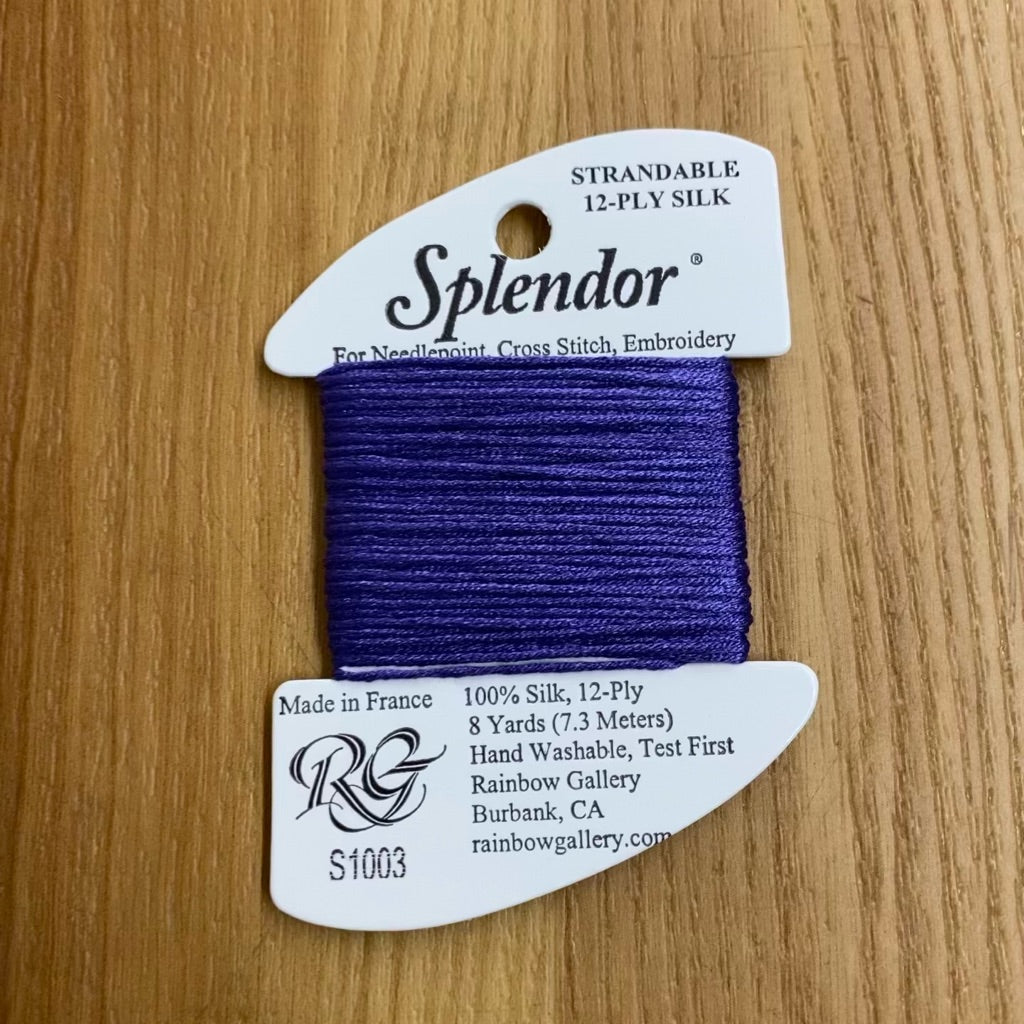 STRANDABLE
12-PLY SILK
Splendor®
For Needlepoint, Cross Stitch, Embroidery
Made in France
100% Silk, 12-Ply
8 Yards (7.3 Meters)
Hand Washable, Test First
Rainbow Gallery
Burbank, CA
rainbowgallery.com
RG
S1003